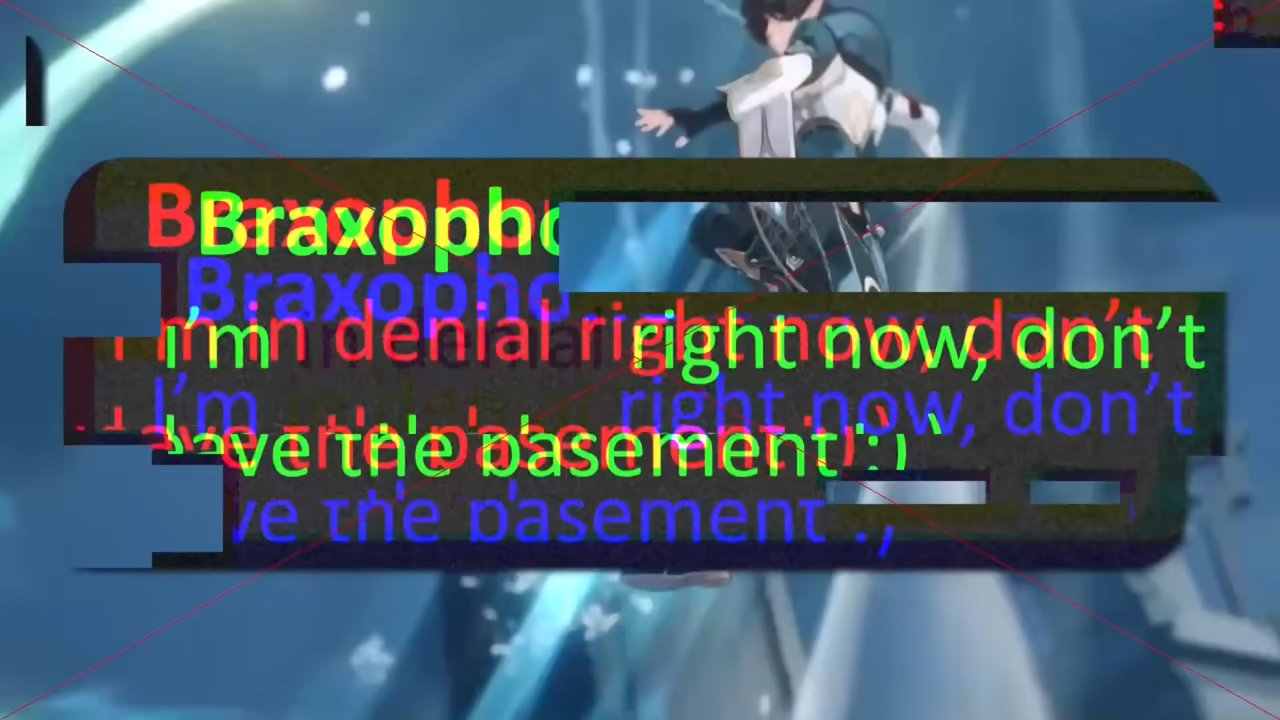 Braxopho
I'm in denial right now, don't
leave the basement :)